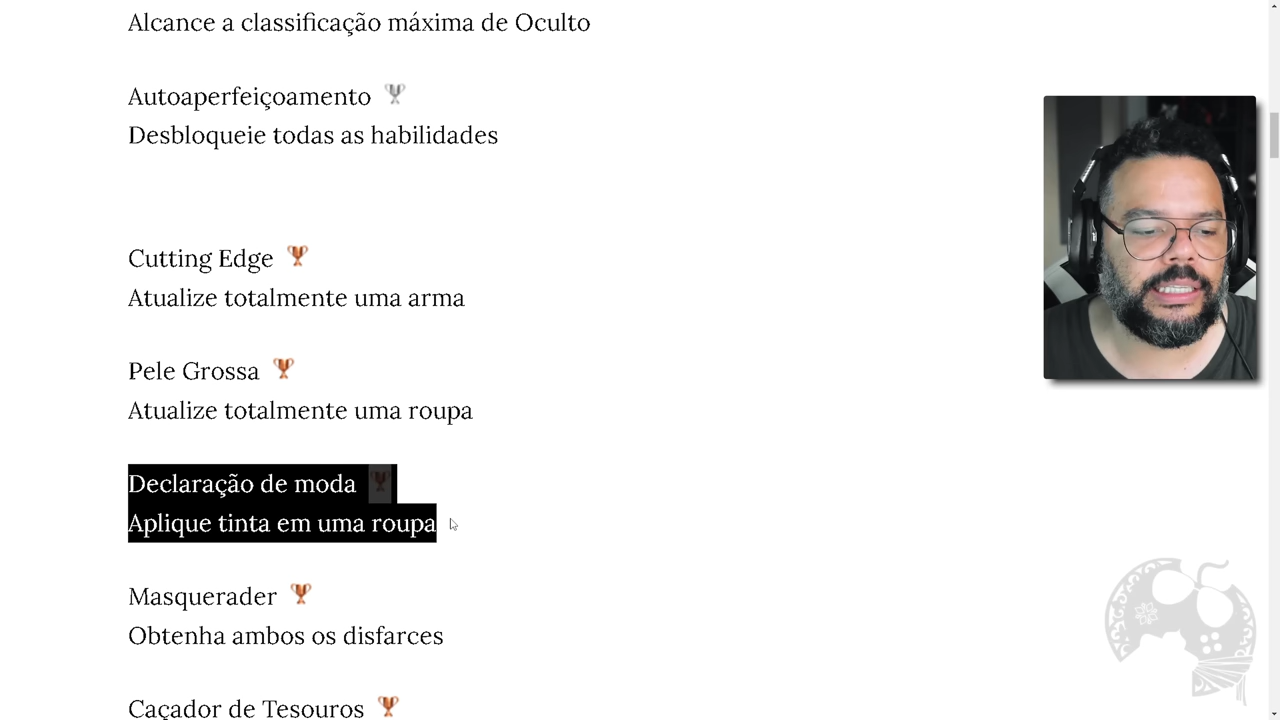 Alcance a classificação máxima de Oculto
Autoaperfeiçoamento
Desbloqueie todas as habilidades
Cutting Edge
Atualize totalmente uma arma
Pele Grossa
Atualize totalmente uma roupa
Declaração de moda
Aplique tinta em uma roupa
Masquerader
Obtenha ambos os disfarces
Caçador de Tesouros